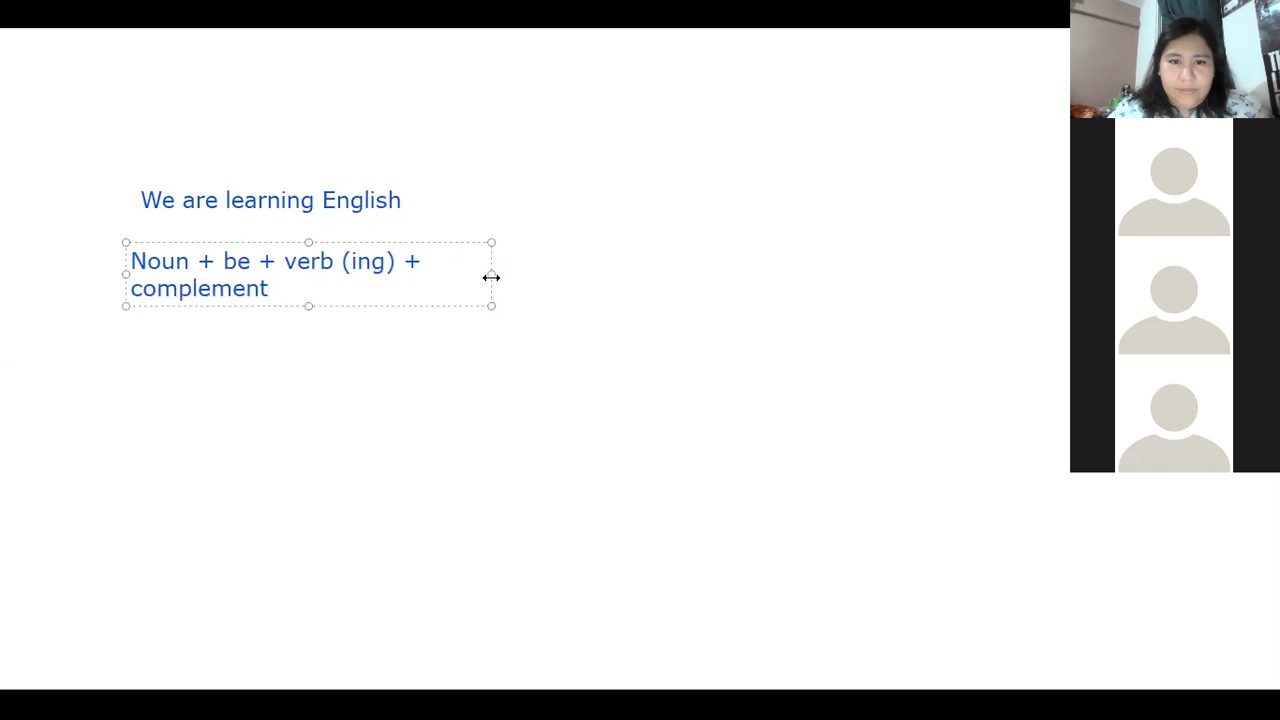 We are learning English
Noun + be + verb (ing) +
complement